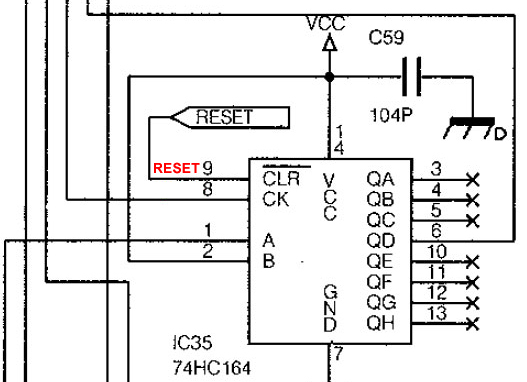 VCC
C59
RESET
104P
D
14
RESET 9
CLR
VCC
QA 3
8
CK
QB 4
QC 5
1
A
QD 6
2
B
QE 10
QF 11
GND
QG 12
QH 13
IC35
7
74HC164